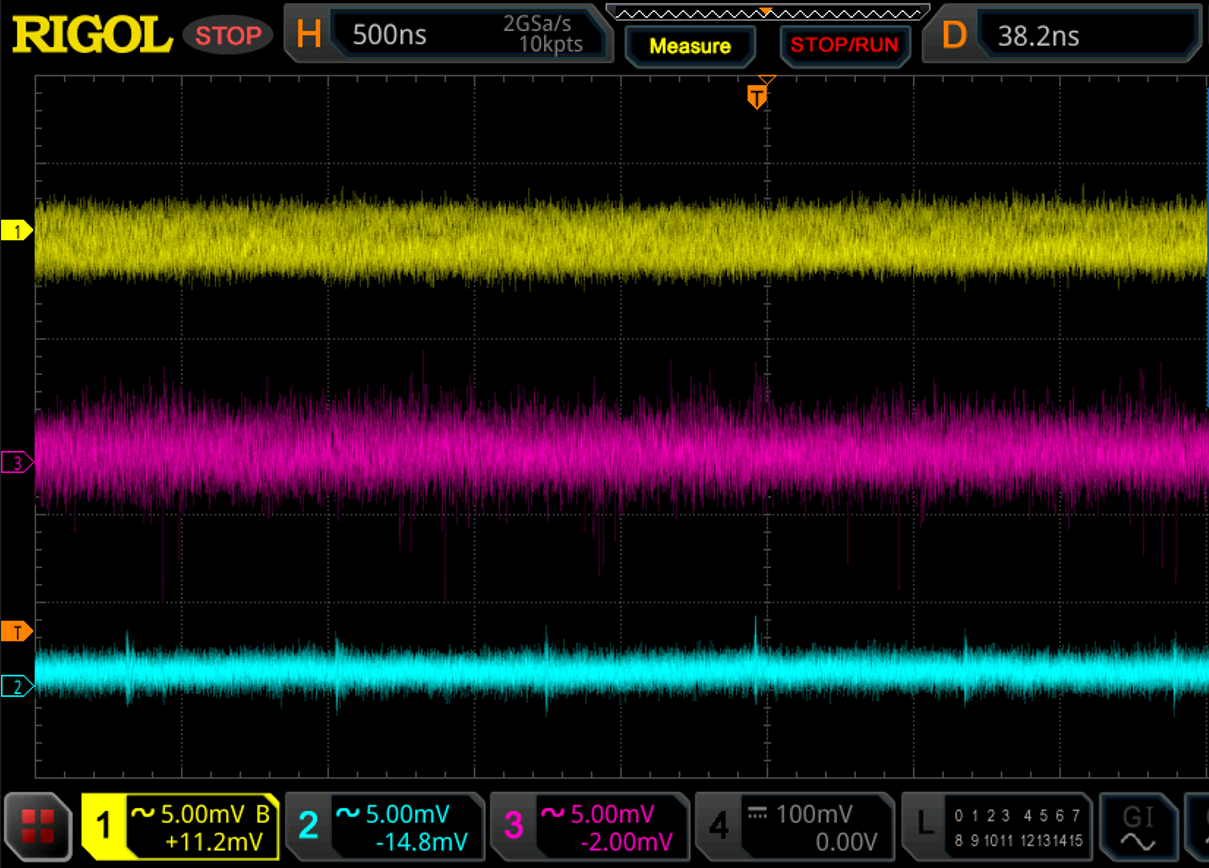 RIGOL STOP H 500ns 2GSa/s 10kpts Measure STOP/RUN D 38.2ns
T
1
3
T
2
1 5.00mV B +11.2mV
2 5.00mV -14.8mV
3 5.00mV -2.00mV
4 100mV 0.00V
L 0 1 2 3 4 5 6 7
8 9 10 11 12 13 14 15
GI